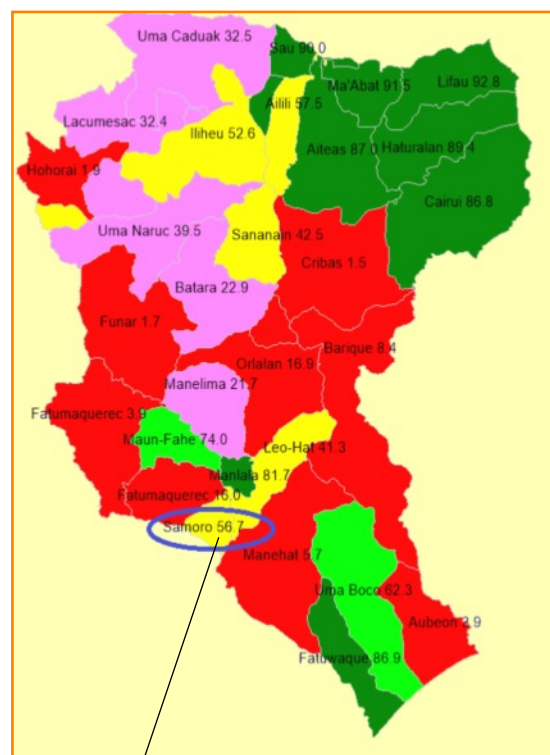 Uma Caduak 32.5
Sau 90.0
Ma'Abat 91.5
Lifau 92.8
Ailili 57.5
Lacumesac 32.4
Iliheu 52.6
Aiteas 87.0
Haturalan 89.4
Hohorai 1.9
Cairui 86.8
Uma Naruc 39.5
Sananain 42.5
Cribas 1.5
Batara 22.9
Funar 1.7
Barique 8.4
Orlalan 16.9
Manelima 21.7
Fatumaquerec 3.9
Maun-Fahe 74.0
Leo-Hat 41.3
Manlala 81.7
Fatumaquerec 16.0
Samoro 56.7
Manehat 5.7
Uma Boco 62.3
Aubeon 2.9
Fatuwaque 86.9